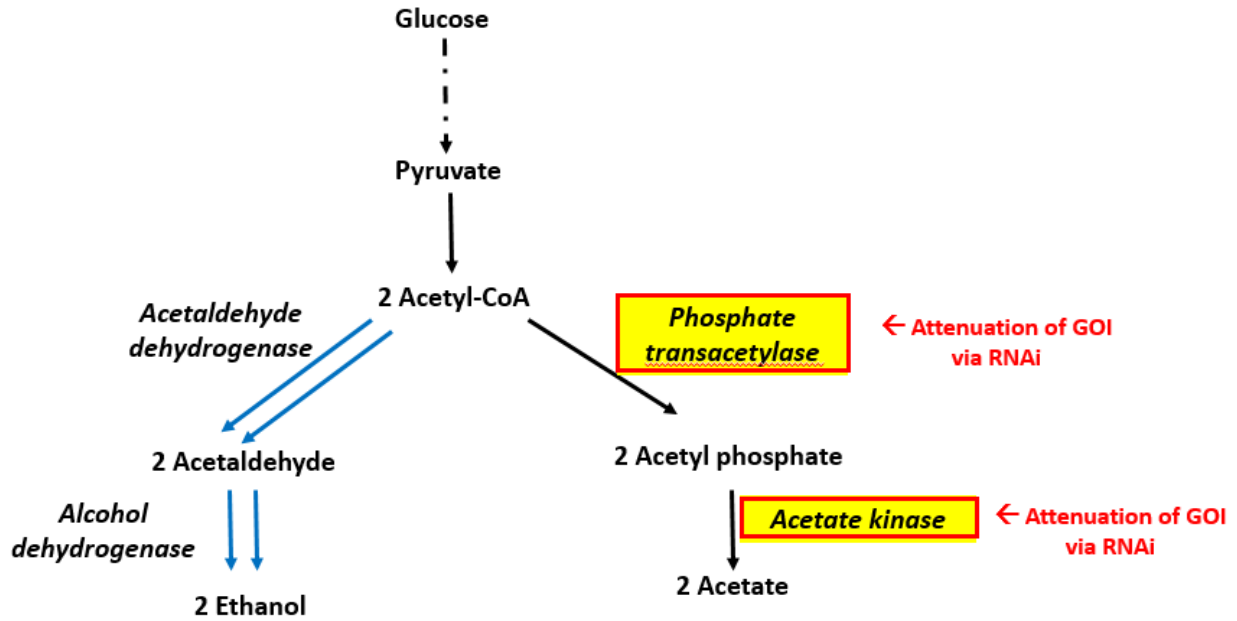 Glucose
Pyruvate
2 Acetyl-CoA
Acetaldehyde
dehydrogenase
Phosphate
transacetylase
← Attenuation of GOI
via RNAi
2 Acetaldehyde
2 Acetyl phosphate
Alcohol
dehydrogenase
Acetate kinase
← Attenuation of GOI
via RNAi
2 Acetate
2 Ethanol